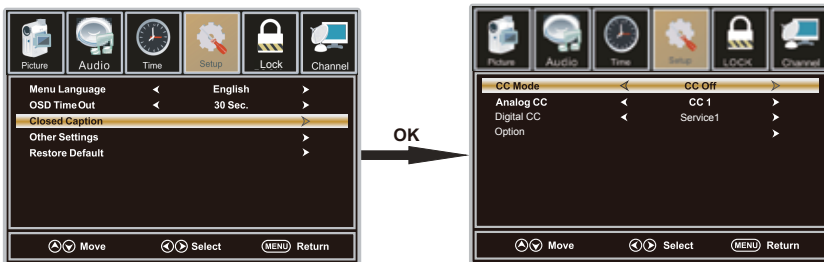 Picture Audio Time Setup Lock Channel
Menu Language English
OSD TimeOut 30 Sec.
Closed Caption
Other Settings
Restore Default
Move Select MENU Return
OK
Picture Audio Time Setup LOCK Channel
CC Mode CC Off
Analog CC CC 1
Digital CC Service1
Option
Move Select MENU Return